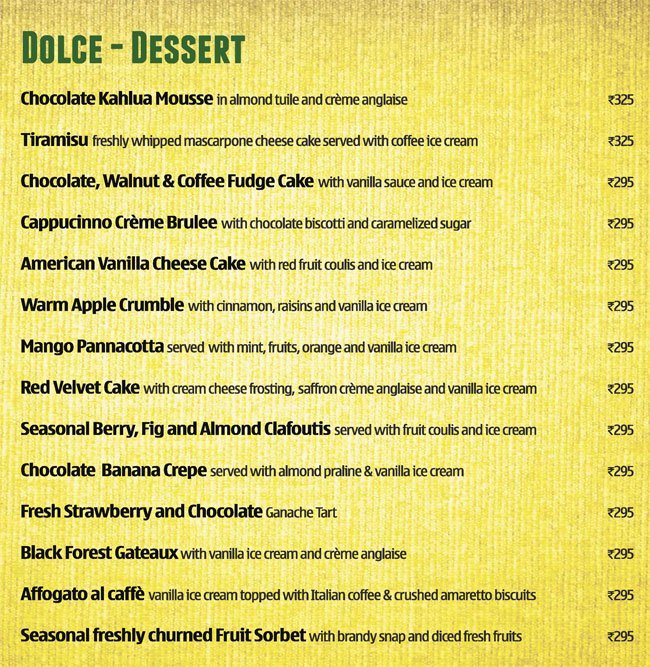 DOLCE - DESSERT
Chocolate Kahlua Mousse in almond tuile and crème anglaise ₹325
Tiramisu freshly whipped mascarpone cheese cake served with coffee ice cream ₹325
Chocolate, Walnut & Coffee Fudge Cake with vanilla sauce and ice cream ₹295
Cappucinno Crème Brulee with chocolate biscotti and caramelized sugar ₹295
American Vanilla Cheese Cake with red fruit coulis and ice cream ₹295
Warm Apple Crumble with cinnamon, raisins and vanilla ice cream ₹295
Mango Pannacotta served with mint, fruits, orange and vanilla ice cream ₹295
Red Velvet Cake with cream cheese frosting, saffron crème anglaise and vanilla ice cream ₹295
Seasonal Berry, Fig and Almond Clafoutis served with fruit coulis and ice cream ₹295
Chocolate Banana Crepe served with almond praline & vanilla ice cream ₹295
Fresh Strawberry and Chocolate Ganache Tart ₹295
Black Forest Gateaux with vanilla ice cream and crème anglaise ₹295
Affogato al caffè vanilla ice cream topped with Italian coffee & crushed amaretto biscuits ₹295
Seasonal freshly churned Fruit Sorbet with brandy snap and diced fresh fruits ₹295